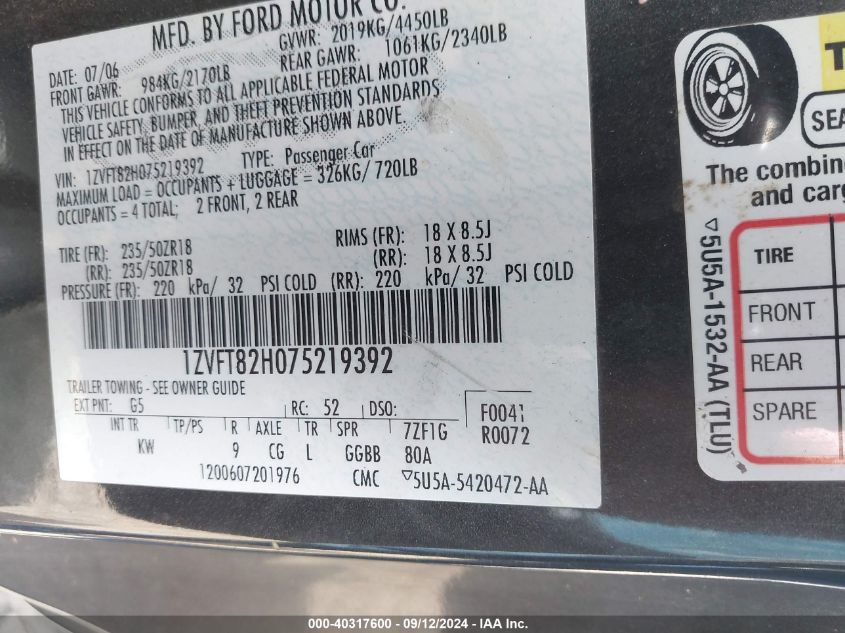 MFD. BY FORD MOTOR CO.
DATE: 07/06 GVWR: 2019KG/4450LB
FRONT GAWR: 984KG/2170LB REAR GAWR: 1061KG/2340LB
THIS VEHICLE CONFORMS TO ALL APPLICABLE FEDERAL MOTOR
VEHICLE SAFETY, BUMPER, AND THEFT PREVENTION STANDARDS
IN EFFECT ON THE DATE OF MANUFACTURE SHOWN ABOVE.
VIN: 1ZVFT82H075219392 TYPE: Passenger Car
MAXIMUM LOAD = OCCUPANTS + LUGGAGE = 326KG/ 720LB
OCCUPANTS = 4 TOTAL; 2 FRONT, 2 REAR
TIRE (FR): 235/50ZR18 RIMS (FR): 18 X 8.5J
(RR): 235/50ZR18 (RR): 18 X 8.5J
PRESSURE (FR): 220 kPa/ 32 PSI COLD (RR): 220 kPa/ 32 PSI COLD
1ZVFT82H075219392
TRAILER TOWING - SEE OWNER GUIDE
EXT PNT: G5 RC: 52 DSO: F0041
INT TR TP/PS R AXLE TR SPR 7ZF1G R0072
KW 9 CG L GGBB 80A
1200607201976 CMC ▽5U5A-5420472-AA
T
SEA
The combin
and carg
TIRE
FRONT
REAR
SPARE
▽5U5A-1532-AA (TLU)
000-40317600 - 09/12/2024 - IAA Inc.